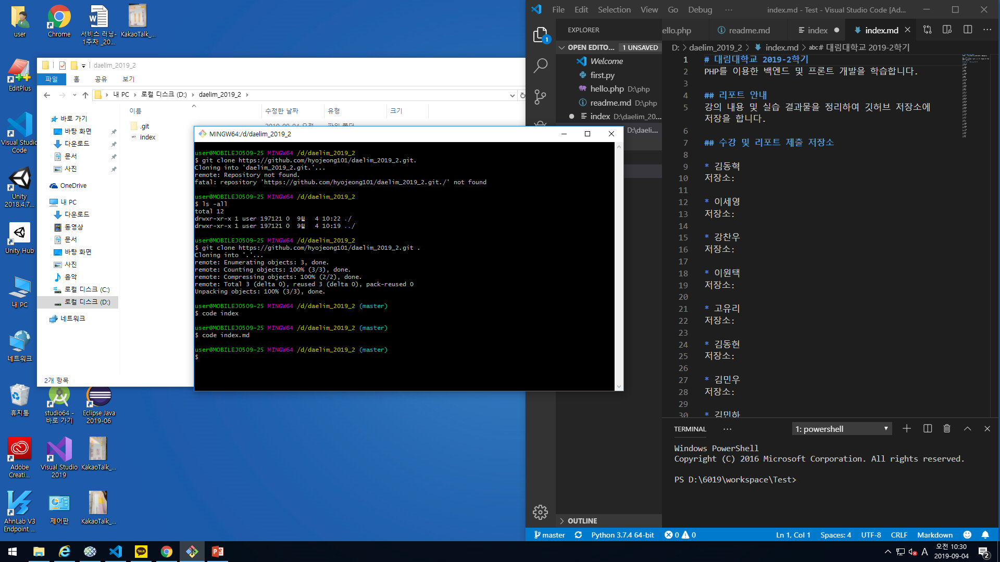 user
Chrome
서비스 러닝-
1주차 _20...
KakaoTalk_...
EditPlus
Visual Studio
Code
Unity
2018.4.7...
Unity Hub
내 PC
네트워크
휴지통
studio64 -
바로 가기
Eclipse Java
2019-06
Adobe
Creati...
Visual Studio
2019
KakaoTalk_...
AhnLab V3
Endpoint ...
제어판
KakaoTalk_...
daelim_2019_2
파일
홈
공유
보기
내 PC > 로컬 디스크 (D:) > daelim_2019_2 >
이름
수정한 날짜
유형
크기
바로 가기
바탕 화면
다운로드
문서
사진
OneDrive
내 PC
다운로드
동영상
문서
바탕 화면
사진
음악
로컬 디스크 (C:)
로컬 디스크 (D:)
네트워크
.git
index
2개 항목
MINGW64:/d/daelim_2019_2
user@MOBILEJ0509-25 MINGW64 /d/daelim_2019_2
$ git clone https://github.com/hyojeong101/daelim_2019_2.git.
Cloning into 'daelim_2019_2.git.'...
remote: Repository not found.
fatal: repository 'https://github.com/hyojeong101/daelim_2019_2.git./' not found
user@MOBILEJ0509-25 MINGW64 /d/daelim_2019_2
$ ls -all
total 12
drwxr-xr-x 1 user 197121 0 9월 4 10:22 ./
drwxr-xr-x 1 user 197121 0 9월 4 10:19 ../
user@MOBILEJ0509-25 MINGW64 /d/daelim_2019_2
$ git clone https://github.com/hyojeong101/daelim_2019_2.git .
Cloning into '.'...
remote: Enumerating objects: 3, done.
remote: Counting objects: 100% (3/3), done.
remote: Compressing objects: 100% (2/2), done.
remote: Total 3 (delta 0), reused 3 (delta 0), pack-reused 0
Unpacking objects: 100% (3/3), done.
user@MOBILEJ0509-25 MINGW64 /d/daelim_2019_2 (master)
$ code index
user@MOBILEJ0509-25 MINGW64 /d/daelim_2019_2 (master)
$ code index.md
user@MOBILEJ0509-25 MINGW64 /d/daelim_2019_2 (master)
$
File Edit Selection View Go Debug ...
index.md - Test - Visual Studio Code [Ad...
EXPLORER
1
OPEN EDITO... 1 UNSAVED
Welcome
first.py
hello.php D:\php
readme.md D:\php
index D:\daelim_20...
D:\daeli...
OUTLINE
ello.php
readme.md
index
index.md
D: > daelim_2019_2 > index.md > abc # 대림대학교 2019-2학기
1 # 대림대학교 2019-2학기
2 PHP를 이용한 백엔드 및 프론트 개발을 학습합니다.
3
4 ## 리포트 안내
5 강의 내용 및 실습 결과물을 정리하여 깃허브 저장소에
저장을 합니다.
6
7 ## 수강 및 리포트 제출 저장소
8
9 * 김동혁
10 저장소:
11
12 * 이세영
13 저장소:
14
15 * 강찬우
16 저장소:
17
18 * 이원택
19 저장소:
20
21 * 고유리
22 저장소:
23
24 * 김동현
25 저장소:
26
27 * 김민우
28 저장소:
29
30 * 김민하
TERMINAL ...
1: powershell
Windows PowerShell
Copyright (C) 2016 Microsoft Corporation. All rights reserved.
PS D:\6019\workspace\Test>
master
Python 3.7.4 64-bit
0 0
Ln 1, Col 1
Spaces: 4
UTF-8
CRLF
Markdown
TALK
A
오전 10:30
2019-09-04
2